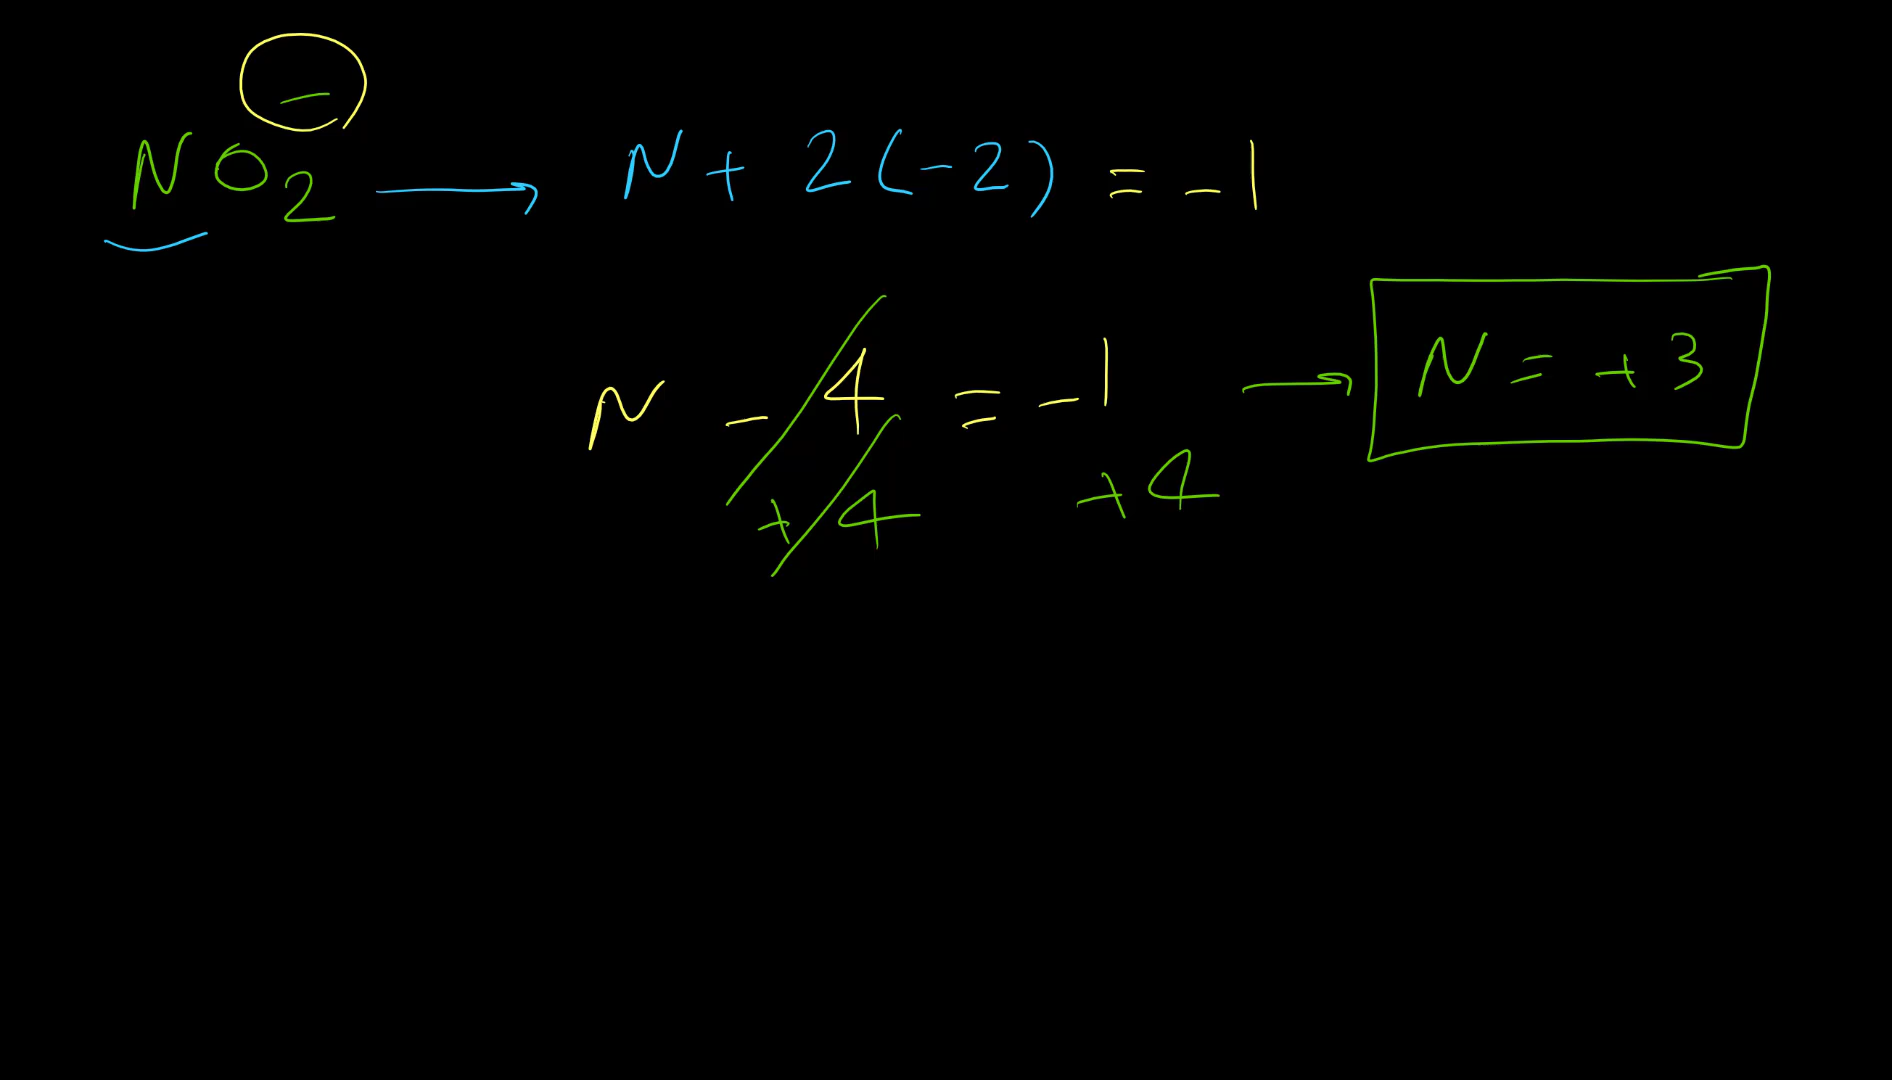 NO₂⁻ → N + 2(-2) = -1
N - 4 = -1 → N = +3
+4 +4